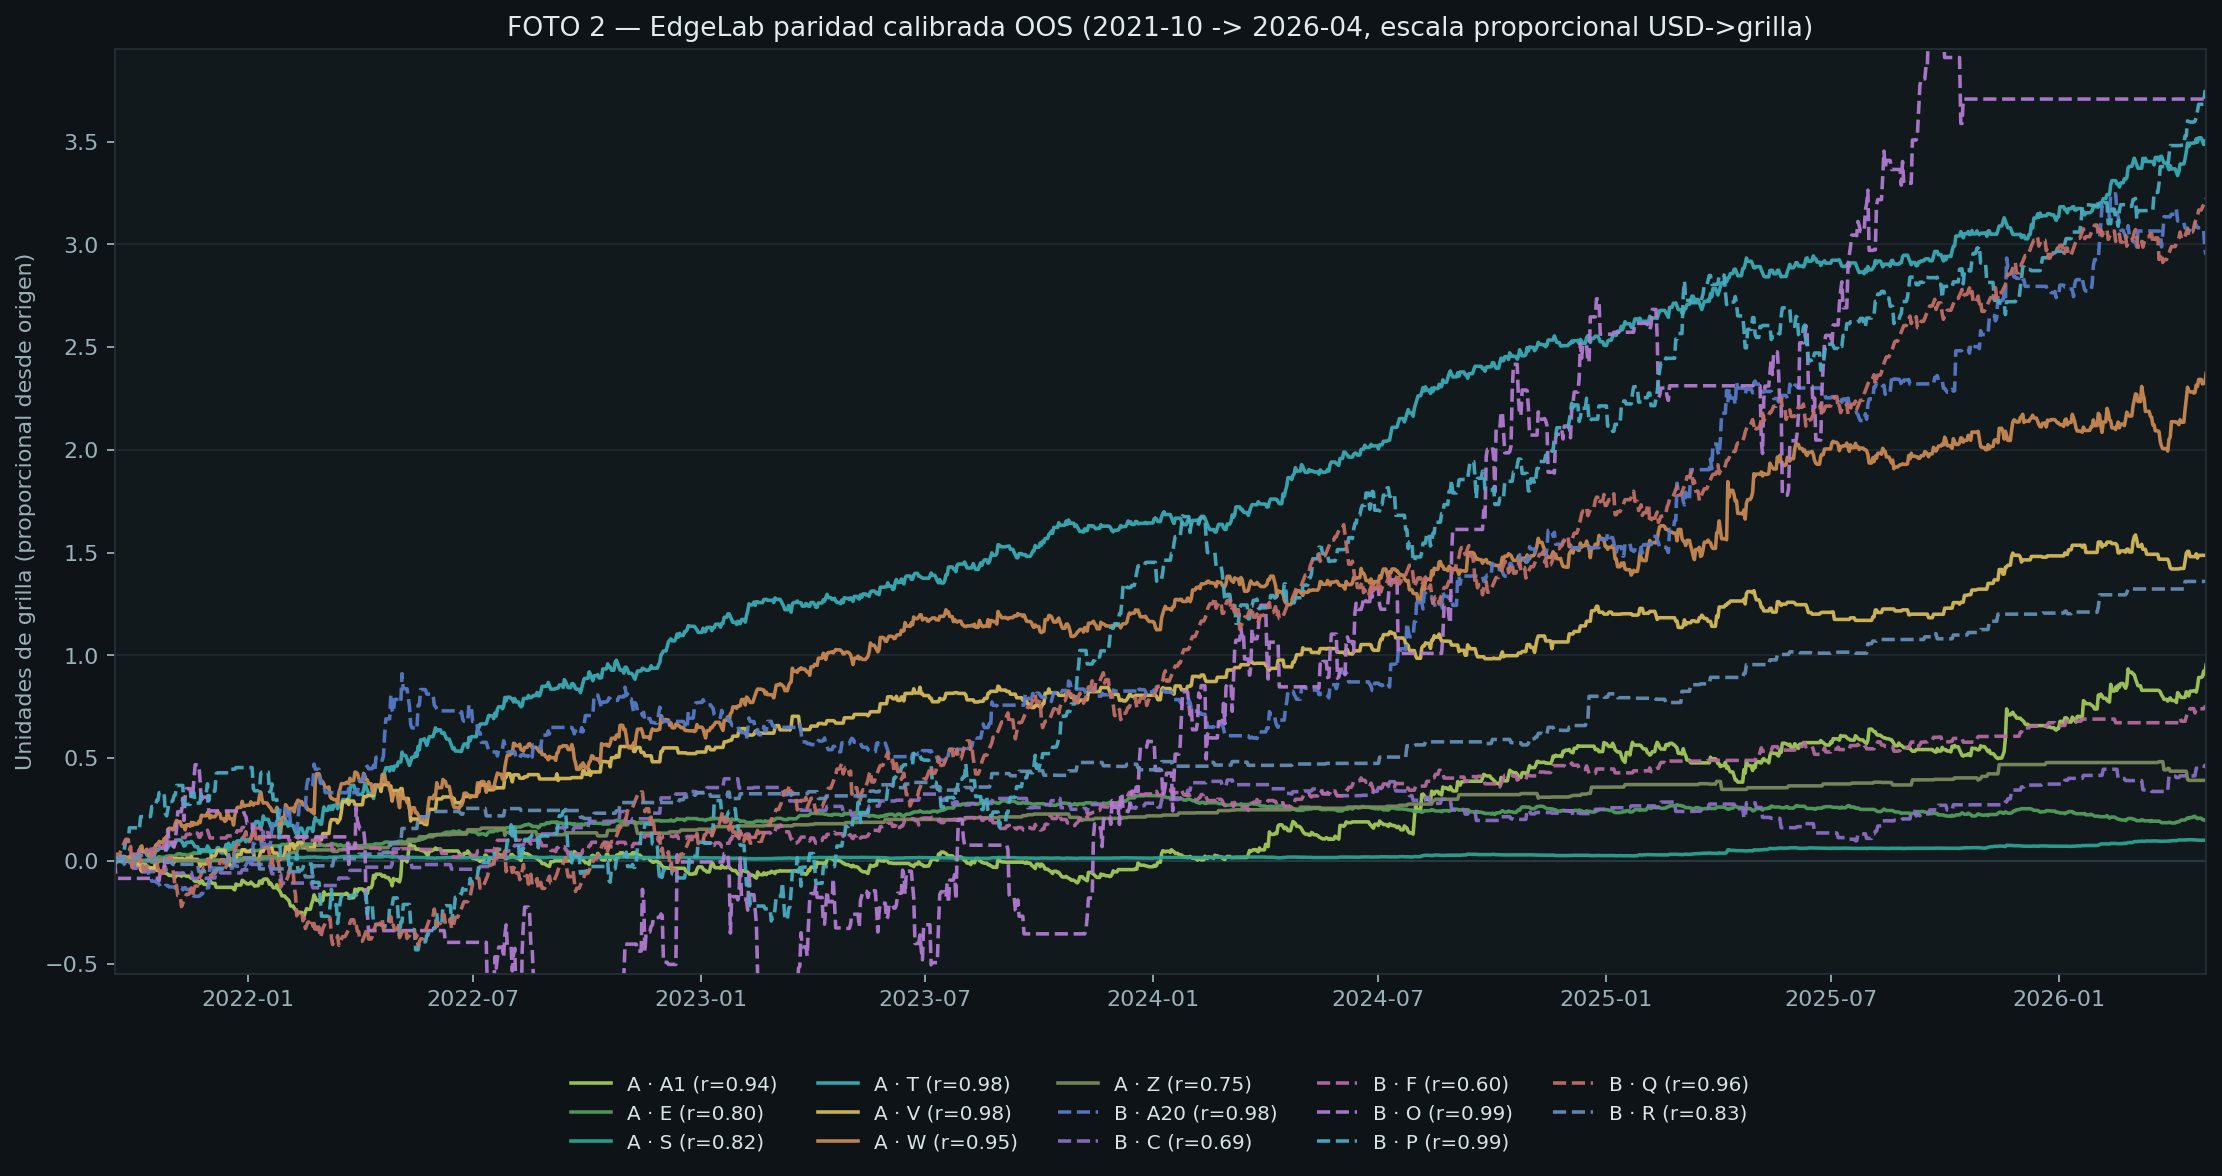 FOTO 2 — EdgeLab paridad calibrada OOS (2021-10 -> 2026-04, escala proporcional USD->grilla)
Unidades de grilla (proporcional desde origen)
3.5
3.0
2.5
2.0
1.5
1.0
0.5
0.0
−0.5
2022-01 2022-07 2023-01 2023-07 2024-01 2024-07 2025-01 2025-07 2026-01
A · A1 (r=0.94) A · T (r=0.98) A · Z (r=0.75) B · F (r=0.60) B · Q (r=0.96)
A · E (r=0.80) A · V (r=0.98) B · A20 (r=0.98) B · O (r=0.99) B · R (r=0.83)
A · S (r=0.82) A · W (r=0.95) B · C (r=0.69) B · P (r=0.99)